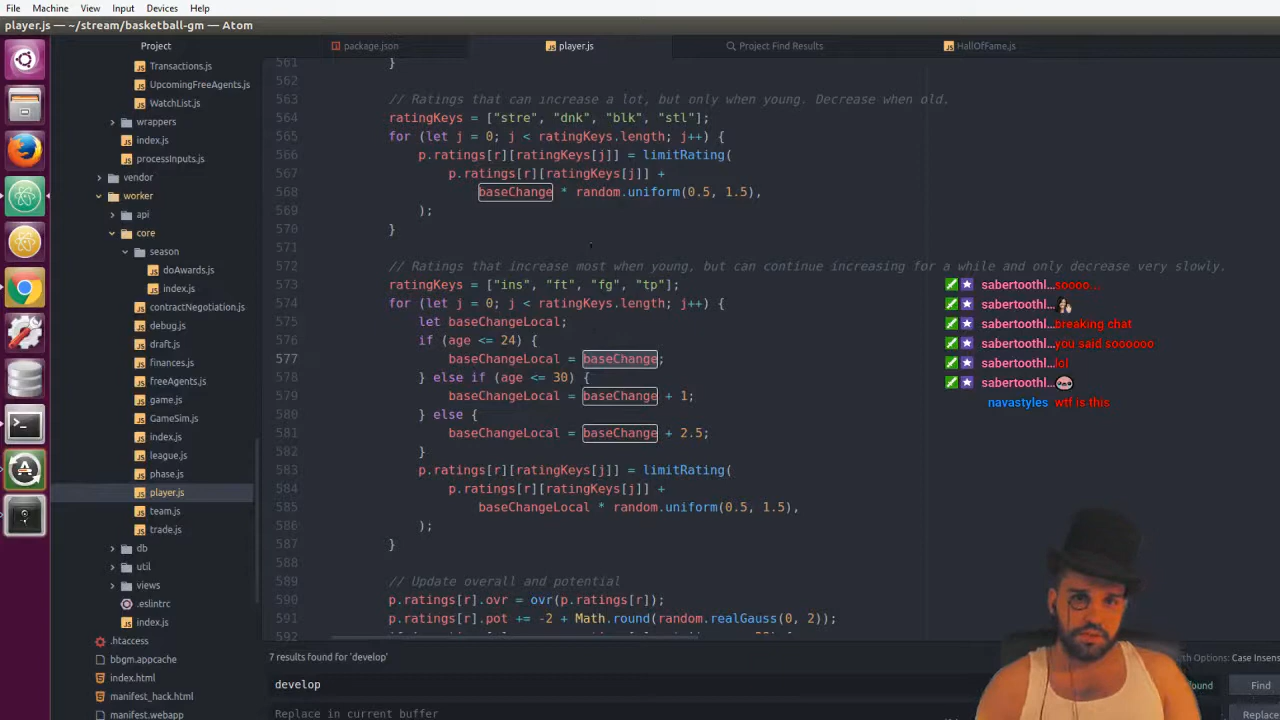 File Machine View Input Devices Help
player.js — ~/stream/basketball-gm — Atom
Project
package.json
player.js
Project Find Results
HallOfFame.js
Transactions.js
UpcomingFreeAgents.js
WatchList.js
wrappers
index.js
processInputs.js
vendor
worker
api
core
season
doAwards.js
index.js
contractNegotiation.js
debug.js
draft.js
finances.js
freeAgents.js
game.js
GameSim.js
index.js
league.js
phase.js
player.js
team.js
trade.js
db
util
views
.eslintrc
index.js
.htaccess
bbgm.appcache
index.html
manifest_hack.html
manifest.webapp
561 }
562
563 // Ratings that can increase a lot, but only when young. Decrease when old.
564 ratingKeys = ["stre", "dnk", "blk", "stl"];
565 for (let j = 0; j < ratingKeys.length; j++) {
566 p.ratings[r][ratingKeys[j]] = limitRating(
567 p.ratings[r][ratingKeys[j]] +
568 baseChange * random.uniform(0.5, 1.5),
569 );
570 }
571
572 // Ratings that increase most when young, but can continue increasing for a while and only decrease very slowly.
573 ratingKeys = ["ins", "ft", "fg", "tp"];
574 for (let j = 0; j < ratingKeys.length; j++) {
575 let baseChangeLocal;
576 if (age <= 24) {
577 baseChangeLocal = baseChange;
578 } else if (age <= 30) {
579 baseChangeLocal = baseChange + 1;
580 } else {
581 baseChangeLocal = baseChange + 2.5;
582 }
583 p.ratings[r][ratingKeys[j]] = limitRating(
584 p.ratings[r][ratingKeys[j]] +
585 baseChangeLocal * random.uniform(0.5, 1.5),
586 );
587 }
588
589 // Update overall and potential
590 p.ratings[r].ovr = ovr(p.ratings[r]);
591 p.ratings[r].pot += -2 + Math.round(random.realGauss(0, 2));
592
sabertoothl...soooo ..
sabertoothl...
sabertoothl...breaking chat
sabertoothl...you said soooooo
sabertoothl...lol
sabertoothl...
navastyles wtf is this
7 results found for 'develop'
th Options: Case Insens
develop
ound
Find
Replace in current buffer
Replace